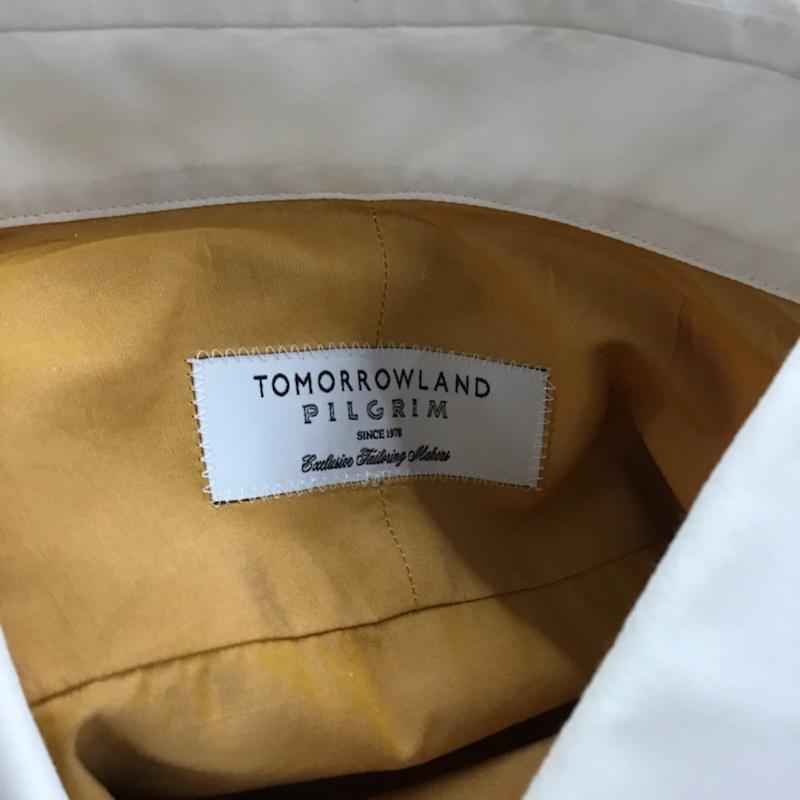 TOMORROWLAND
PILGRIM
SINCE 1978
Exclusive Tailoring Makers